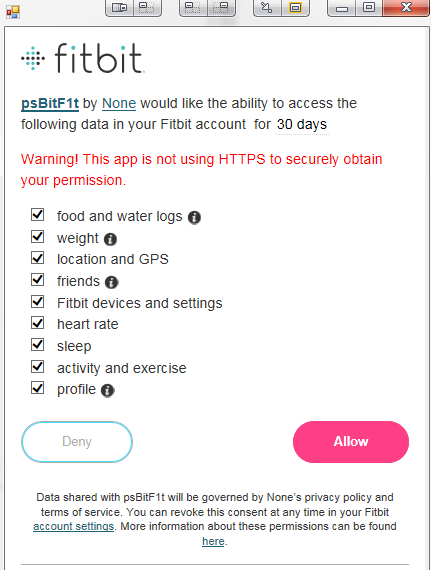 fitbit
psBitF1t by None would like the ability to access the
following data in your Fitbit account for 30 days
Warning! This app is not using HTTPS to securely obtain
your permission.
food and water logs
weight
location and GPS
friends
Fitbit devices and settings
heart rate
sleep
activity and exercise
profile
Deny
Allow
Data shared with psBitF1t will be governed by None's privacy policy and
terms of service. You can revoke this consent at any time in your Fitbit
account settings. More information about these permissions can be found
here.